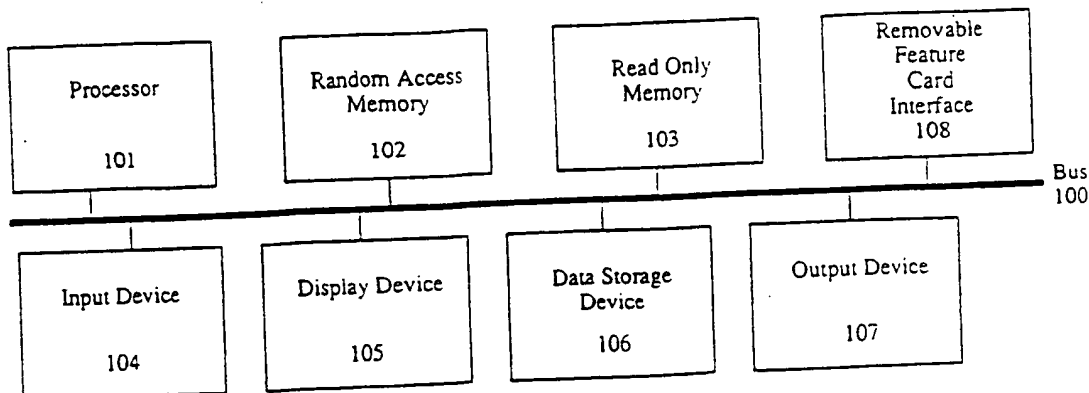 Processor
101
Random Access
Memory
102
Read Only
Memory
103
Removable
Feature
Card
Interface
108
Bus
100
Input Device
104
Display Device
105
Data Storage
Device
106
Output Device
107